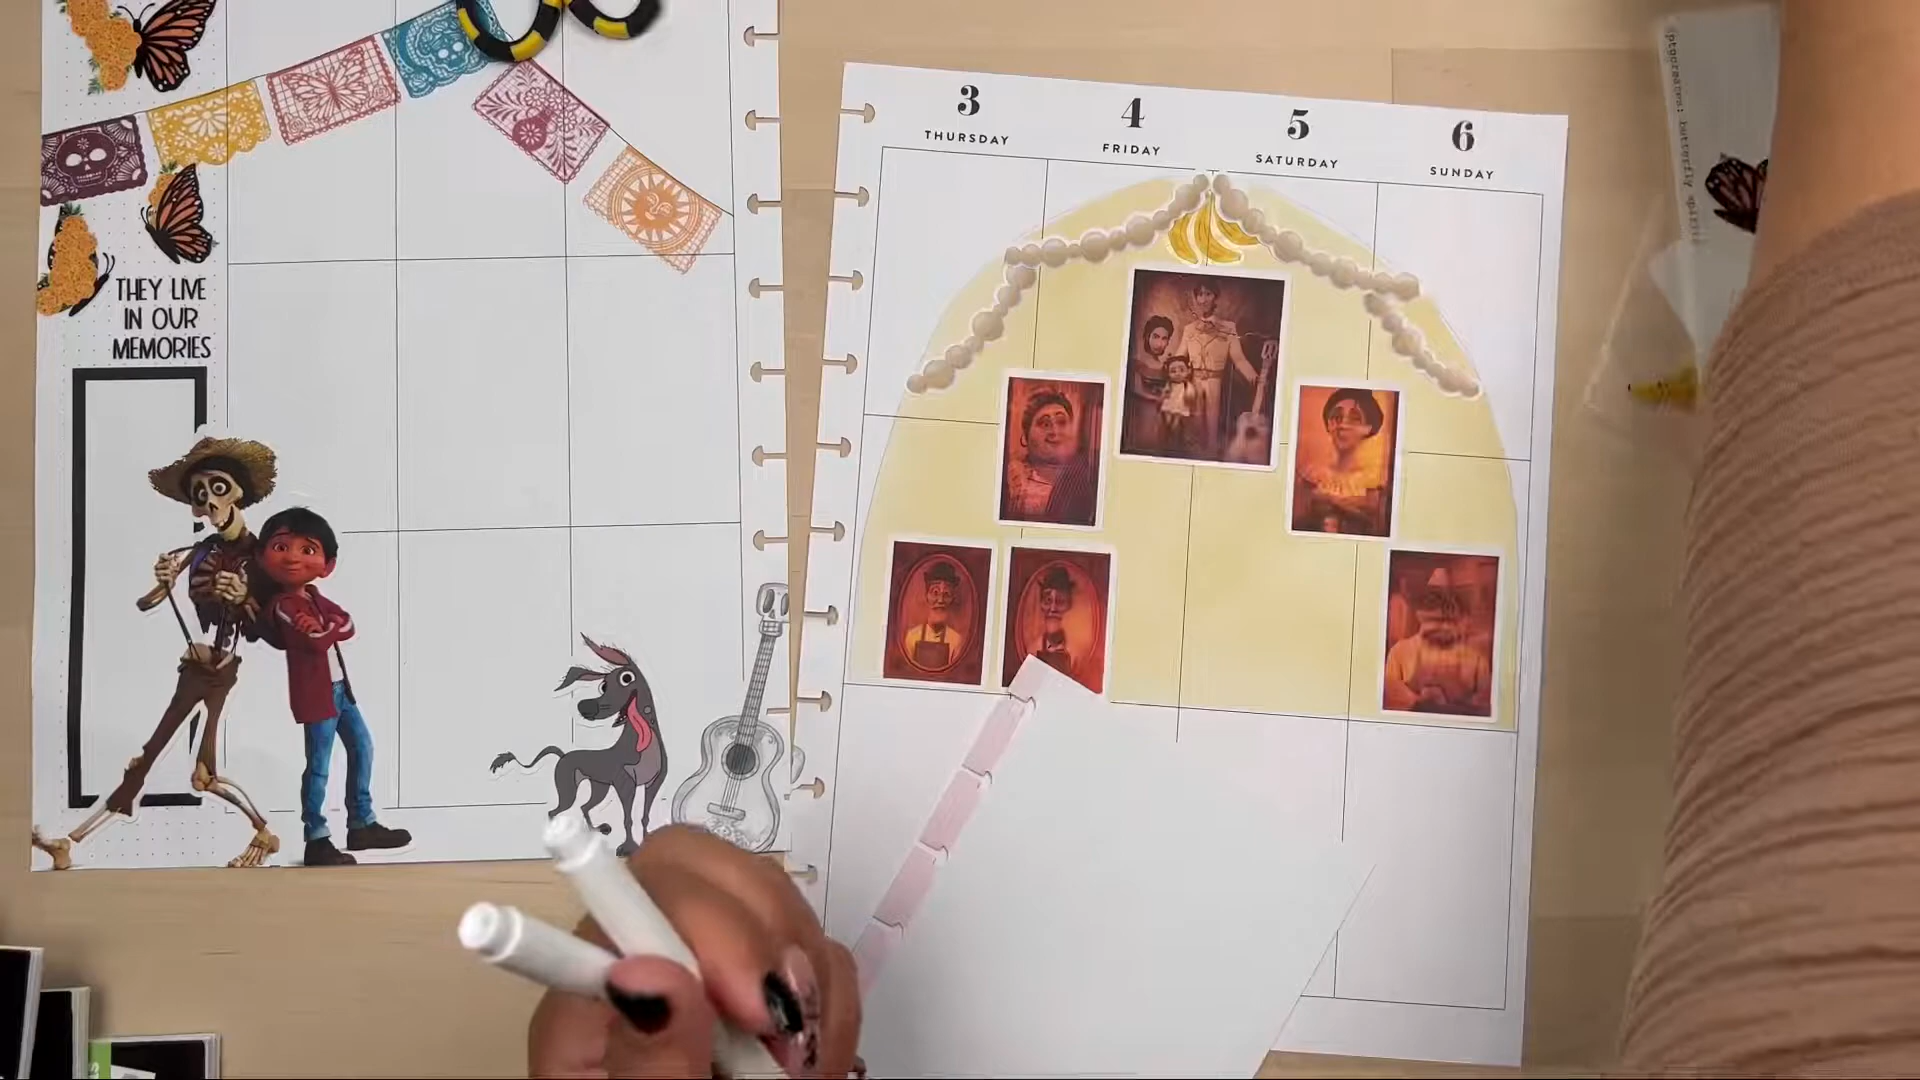 THEY LIVE
IN OUR
MEMORIES
3
THURSDAY
4
FRIDAY
5
SATURDAY
6
SUNDAY